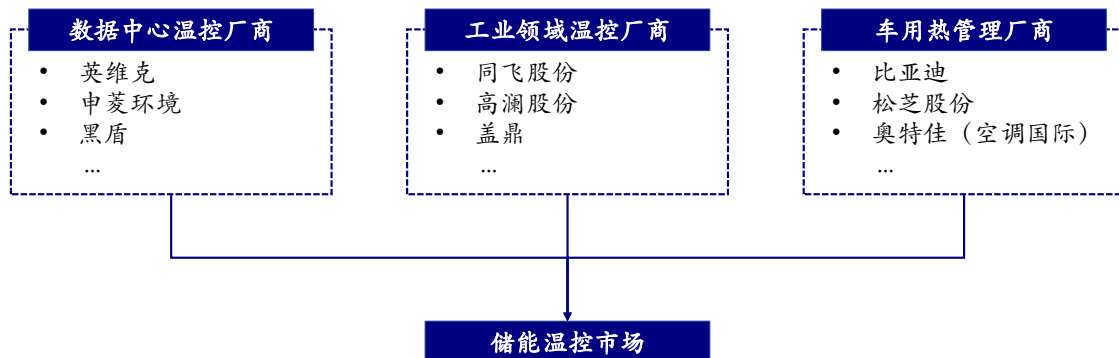 数据中心温控厂商
• 英维克
• 申菱环境
• 黑盾
…
工业领域温控厂商
• 同飞股份
• 高澜股份
• 盖鼎
…
车用热管理厂商
• 比亚迪
• 松芝股份
• 奥特佳（空调国际）
…
储能温控市场